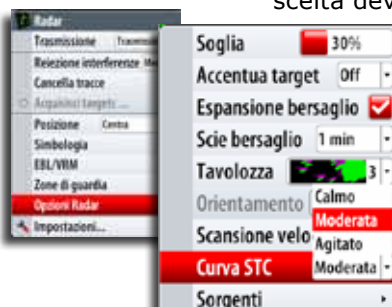 scelta dev
Radar
Trasmissione
Reiezione interferenze
Cancella tracce
Acquisisci targets ...
Posizione Centra
Simbologia
EBL/VRM
Zone di guardia
Opzioni Radar
Impostazioni...
Soglia 30%
Accentua target Off
Espansione bersaglio
Scie bersaglio 1 min
Tavolozza 3
Orientamento
Calmo
Moderata
Agitato
Scansione velo
Curva STC Moderata
Sorgenti